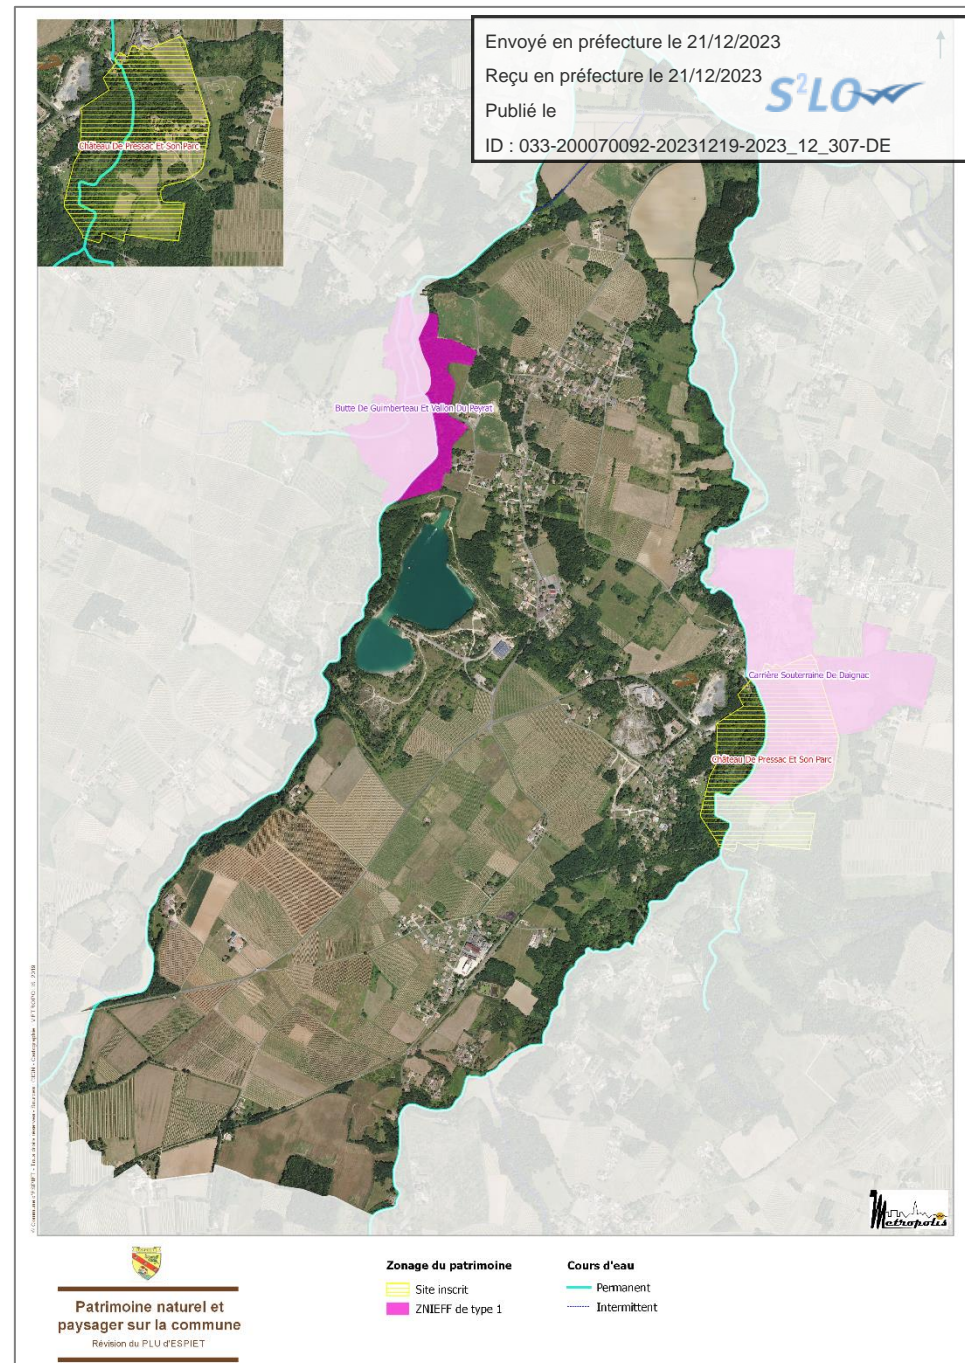 Envoyé en préfecture le 21/12/2023
Reçu en préfecture le 21/12/2023
Publié le
S²LO
ID : 033-200070092-20231219-2023_12_307-DE
Château De Pressac Et Son Parc
Butte De Guimberteau Et Vallon Du Peyrat
Carrière Souterraine De Daignac
Château De Pressac Et Son Parc
Metropolis
Patrimoine naturel et
paysager sur la commune
Révision du PLU d'ESPIET
Zonage du patrimoine
Site inscrit
ZNIEFF de type 1
Cours d'eau
Permanent
Intermittent